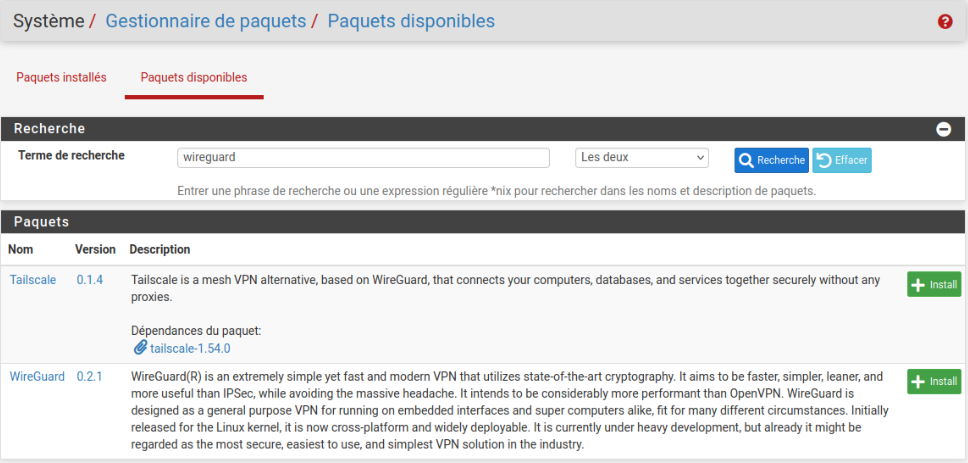 Système / Gestionnaire de paquets / Paquets disponibles
Paquets installés Paquets disponibles
Recherche
Terme de recherche wireguard Les deux Recherche Effacer
Entrer une phrase de recherche ou une expression régulière *nix pour rechercher dans les noms et description de paquets.
Paquets
Nom Version Description
Tailscale 0.1.4 Tailscale is a mesh VPN alternative, based on WireGuard, that connects your computers, databases, and services together securely without any Install
proxies.
Dépendances du paquet:
tailscale-1.54.0
WireGuard 0.2.1 WireGuard(R) is an extremely simple yet fast and modern VPN that utilizes state-of-the-art cryptography. It aims to be faster, simpler, leaner, and Install
more useful than IPSec, while avoiding the massive headache. It intends to be considerably more performant than OpenVPN. WireGuard is
designed as a general purpose VPN for running on embedded interfaces and super computers alike, fit for many different circumstances. Initially
released for the Linux kernel, it is now cross-platform and widely deployable. It is currently under heavy development, but already it might be
regarded as the most secure, easiest to use, and simplest VPN solution in the industry.